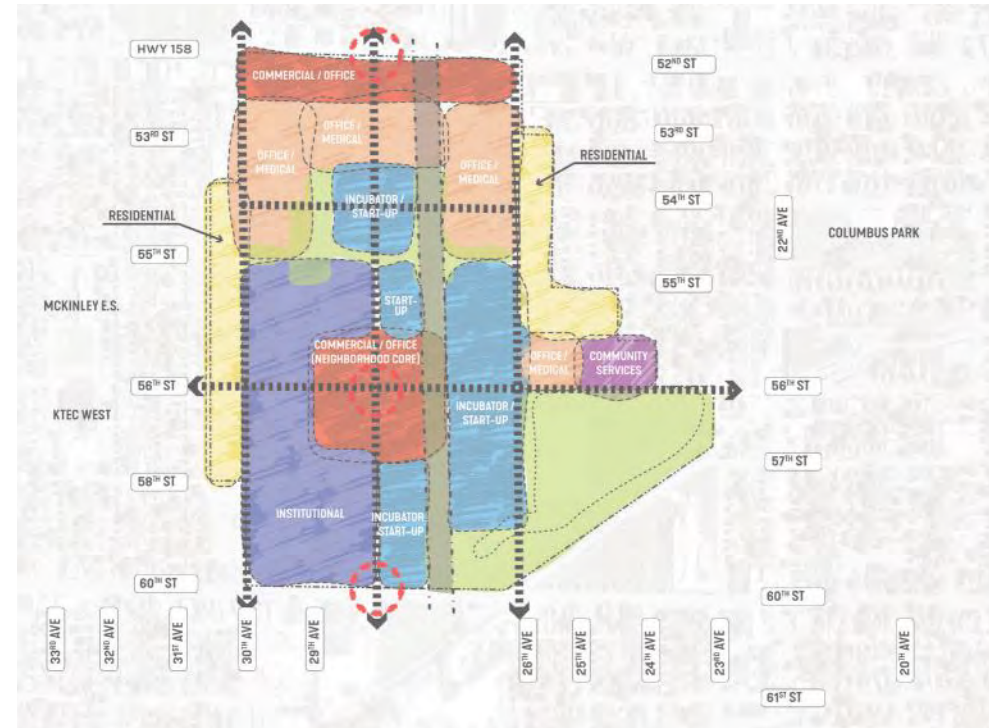 HWY 158
52ND ST
COMMERCIAL / OFFICE
53RD ST
53RD ST
OFFICE /
MEDICAL
OFFICE /
MEDICAL
OFFICE /
MEDICAL
RESIDENTIAL
INCUBATOR /
START-UP
54TH ST
RESIDENTIAL
22ND AVE
COLUMBUS PARK
55TH ST
55TH ST
MCKINLEY E.S.
START-
UP
COMMERCIAL / OFFICE
(NEIGHBORHOOD CORE)
OFFICE /
MEDICAL
COMMUNITY
SERVICES
56TH ST
56TH ST
KTEC WEST
INCUBATOR /
START-UP
57TH ST
58TH ST
INSTITUTIONAL
INCUBATOR
START-UP
60TH ST
60TH ST
33RD AVE
32ND AVE
31ST AVE
30TH AVE
29TH AVE
26TH AVE
25TH AVE
24TH AVE
23RD AVE
20TH AVE
61ST ST